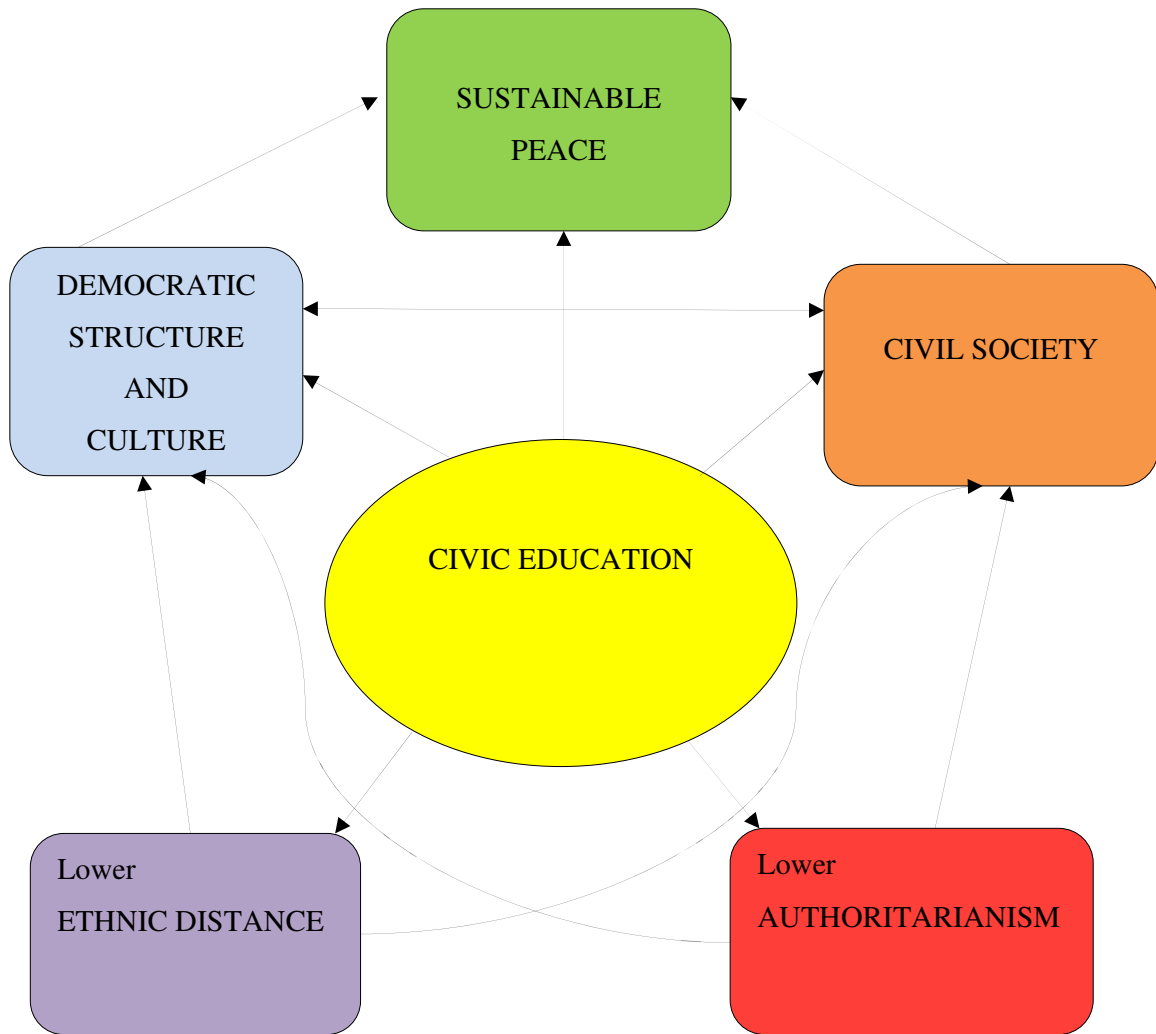 SUSTAINABLE
PEACE
DEMOCRATIC
STRUCTURE
AND
CULTURE
CIVIL SOCIETY
CIVIC EDUCATION
Lower
ETHNIC DISTANCE
Lower
AUTHORITARIANISM